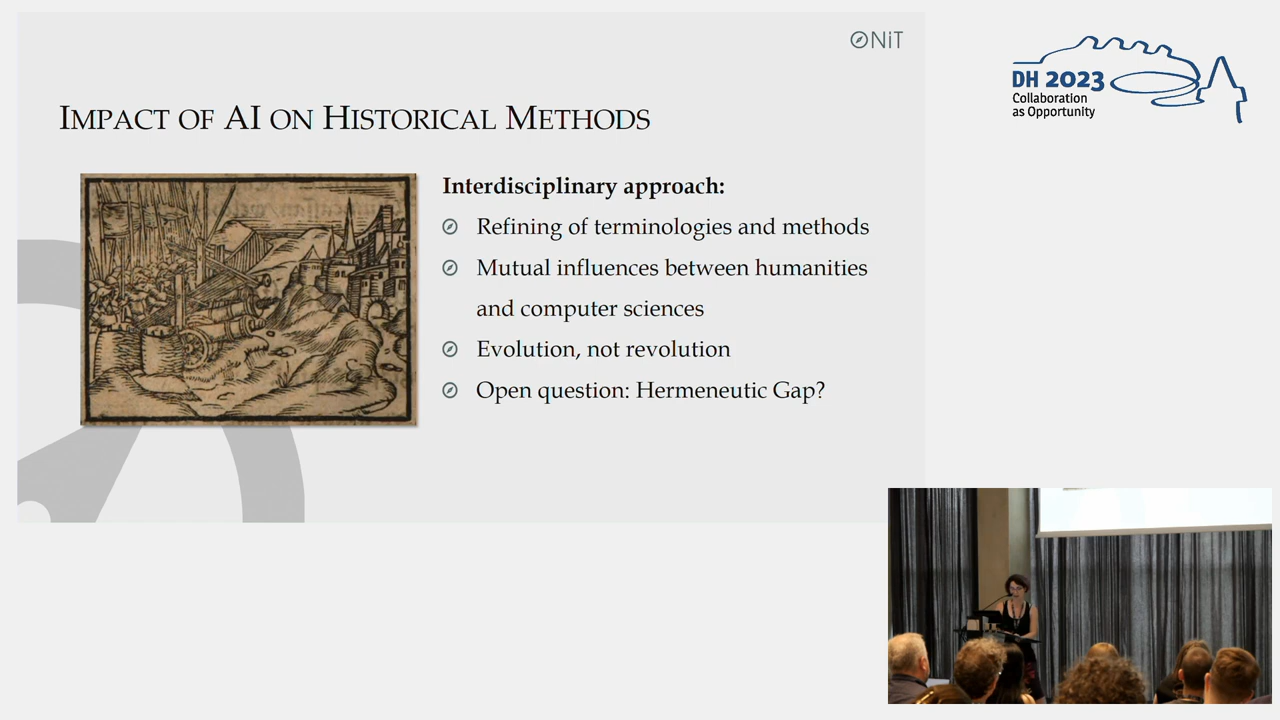 ONiT
IMPACT OF AI ON HISTORICAL METHODS
Interdisciplinary approach:
Refining of terminologies and methods
Mutual influences between humanities
and computer sciences
Evolution, not revolution
Open question: Hermeneutic Gap?
DH 2023
Collaboration
as Opportunity